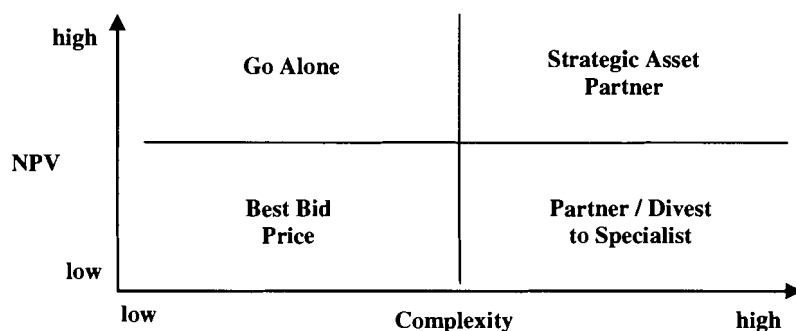 high
Go Alone
Strategic Asset
Partner
NPV
Best Bid
Price
Partner / Divest
to Specialist
low
low
Complexity
high